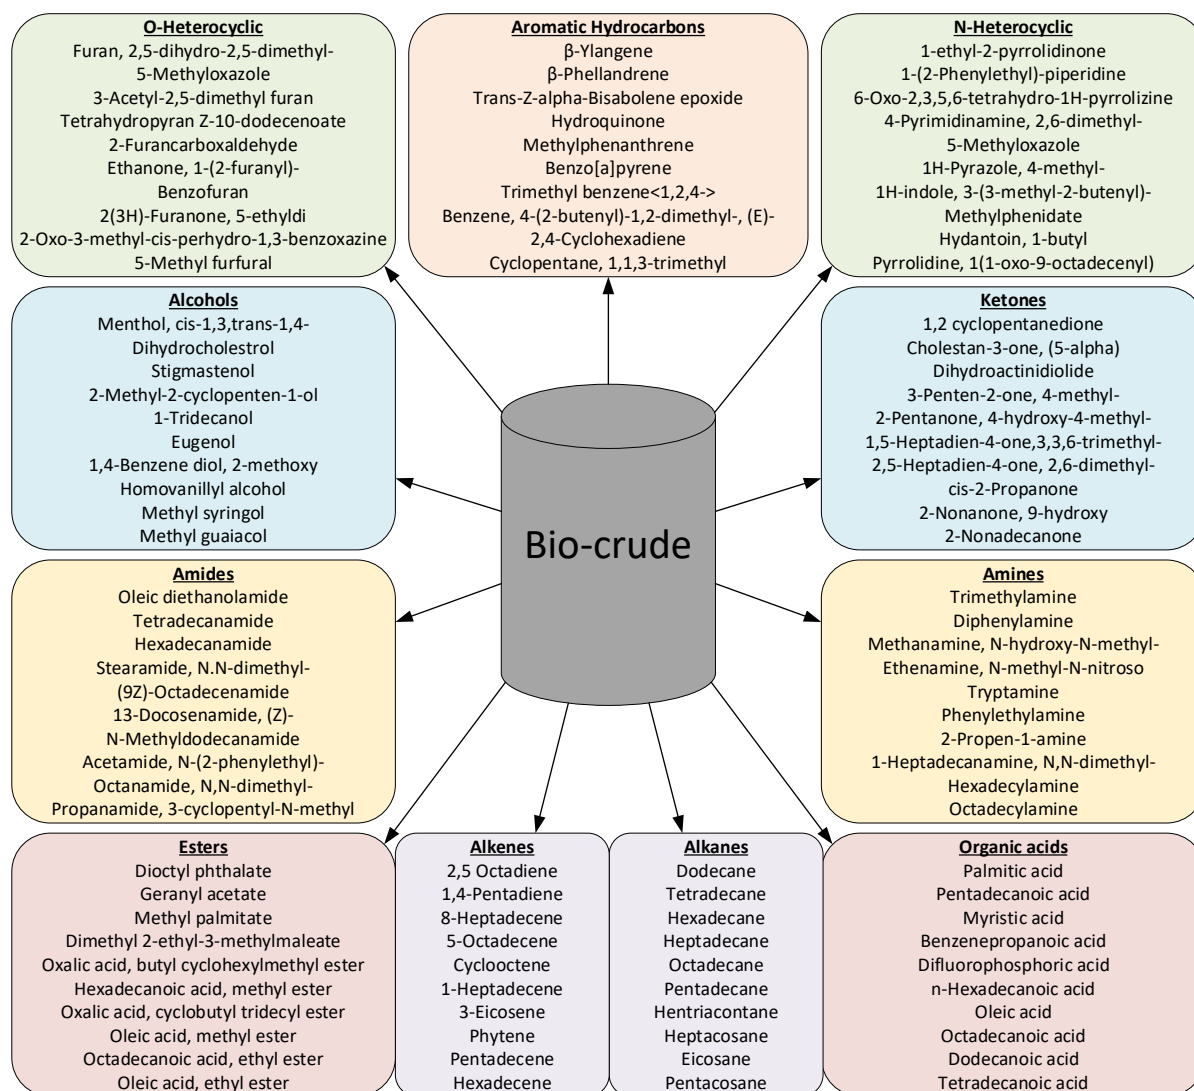 O-Heterocyclic
Furan, 2,5-dihydro-2,5-dimethyl-
5-Methyloxazole
3-Acetyl-2,5-dimethyl furan
Tetrahydropyran Z-10-dodecenoate
2-Furancarboxaldehyde
Ethanone, 1-(2-furanyl)-
Benzofuran
2(3H)-Furanone, 5-ethyldi
2-Oxo-3-methyl-cis-perhydro-1,3-benzoxazine
5-Methyl furfural
Aromatic Hydrocarbons
β-Ylangene
β-Phellandrene
Trans-Z-alpha-Bisabolene epoxide
Hydroquinone
Methylphenanthrene
Benzo[a]pyrene
Trimethyl benzene<1,2,4->
Benzene, 4-(2-butenyl)-1,2-dimethyl-, (E)-
2,4-Cyclohexadiene
Cyclopentane, 1,1,3-trimethyl
N-Heterocyclic
1-ethyl-2-pyrrolidinone
1-(2-Phenylethyl)-piperidine
6-Oxo-2,3,5,6-tetrahydro-1H-pyrrolizine
4-Pyrimidinamine, 2,6-dimethyl-
5-Methyloxazole
1H-Pyrazole, 4-methyl-
1H-indole, 3-(3-methyl-2-butenyl)-
Methylphenidate
Hydantoin, 1-butyl
Pyrrolidine, 1(1-oxo-9-octadecenyl)
Alcohols
Menthol, cis-1,3,trans-1,4-
Dihydrocholestrol
Stigmastenol
2-Methyl-2-cyclopenten-1-ol
1-Tridecanol
Eugenol
1,4-Benzene diol, 2-methoxy
Homovanillyl alcohol
Methyl syringol
Methyl guaiacol
Bio-crude
Ketones
1,2 cyclopentanedione
Cholestan-3-one, (5-alpha)
Dihydroactinidiolide
3-Penten-2-one, 4-methyl-
2-Pentanone, 4-hydroxy-4-methyl-
1,5-Heptadien-4-one,3,3,6-trimethyl-
2,5-Heptadien-4-one, 2,6-dimethyl-
cis-2-Propanone
2-Nonanone, 9-hydroxy
2-Nonadecanone
Amides
Oleic diethanolamide
Tetradecanamide
Hexadecanamide
Stearamide, N.N-dimethyl-
(9Z)-Octadecenamide
13-Docosenamide, (Z)-
N-Methyldodecanamide
Acetamide, N-(2-phenylethyl)-
Octanamide, N,N-dimethyl-
Propanamide, 3-cyclopentyl-N-methyl
Amines
Trimethylamine
Diphenylamine
Methanamine, N-hydroxy-N-methyl-
Ethenamine, N-methyl-N-nitroso
Tryptamine
Phenylethylamine
2-Propen-1-amine
1-Heptadecanamine, N,N-dimethyl-
Hexadecylamine
Octadecylamine
Esters
Dioctyl phthalate
Geranyl acetate
Methyl palmitate
Dimethyl 2-ethyl-3-methylmaleate
Oxalic acid, butyl cyclohexylmethyl ester
Hexadecanoic acid, methyl ester
Oxalic acid, cyclobutyl tridecyl ester
Oleic acid, methyl ester
Octadecanoic acid, ethyl ester
Oleic acid, ethyl ester
Alkenes
2,5 Octadiene
1,4-Pentadiene
8-Heptadecene
5-Octadecene
Cyclooctene
1-Heptadecene
3-Eicosene
Phytene
Pentadecene
Hexadecene
Alkanes
Dodecane
Tetradecane
Hexadecane
Heptadecane
Octadecane
Pentadecane
Hentriacontane
Heptacosane
Eicosane
Pentacosane
Organic acids
Palmitic acid
Pentadecanoic acid
Myristic acid
Benzenepropanoic acid
Difluorophosphoric acid
n-Hexadecanoic acid
Oleic acid
Octadecanoic acid
Dodecanoic acid
Tetradecanoic acid